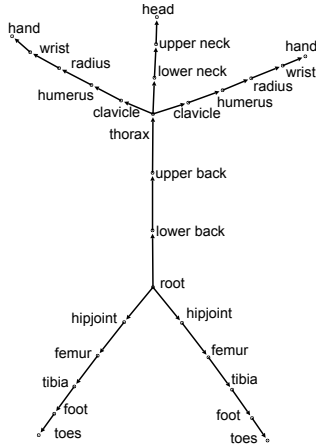 head
hand
upper neck
hand
wrist
lower neck
wrist
radius
radius
humerus
humerus
clavicle
clavicle
thorax
upper back
lower back
root
hipjoint
hipjoint
femur
femur
tibia
tibia
foot
foot
toes
toes